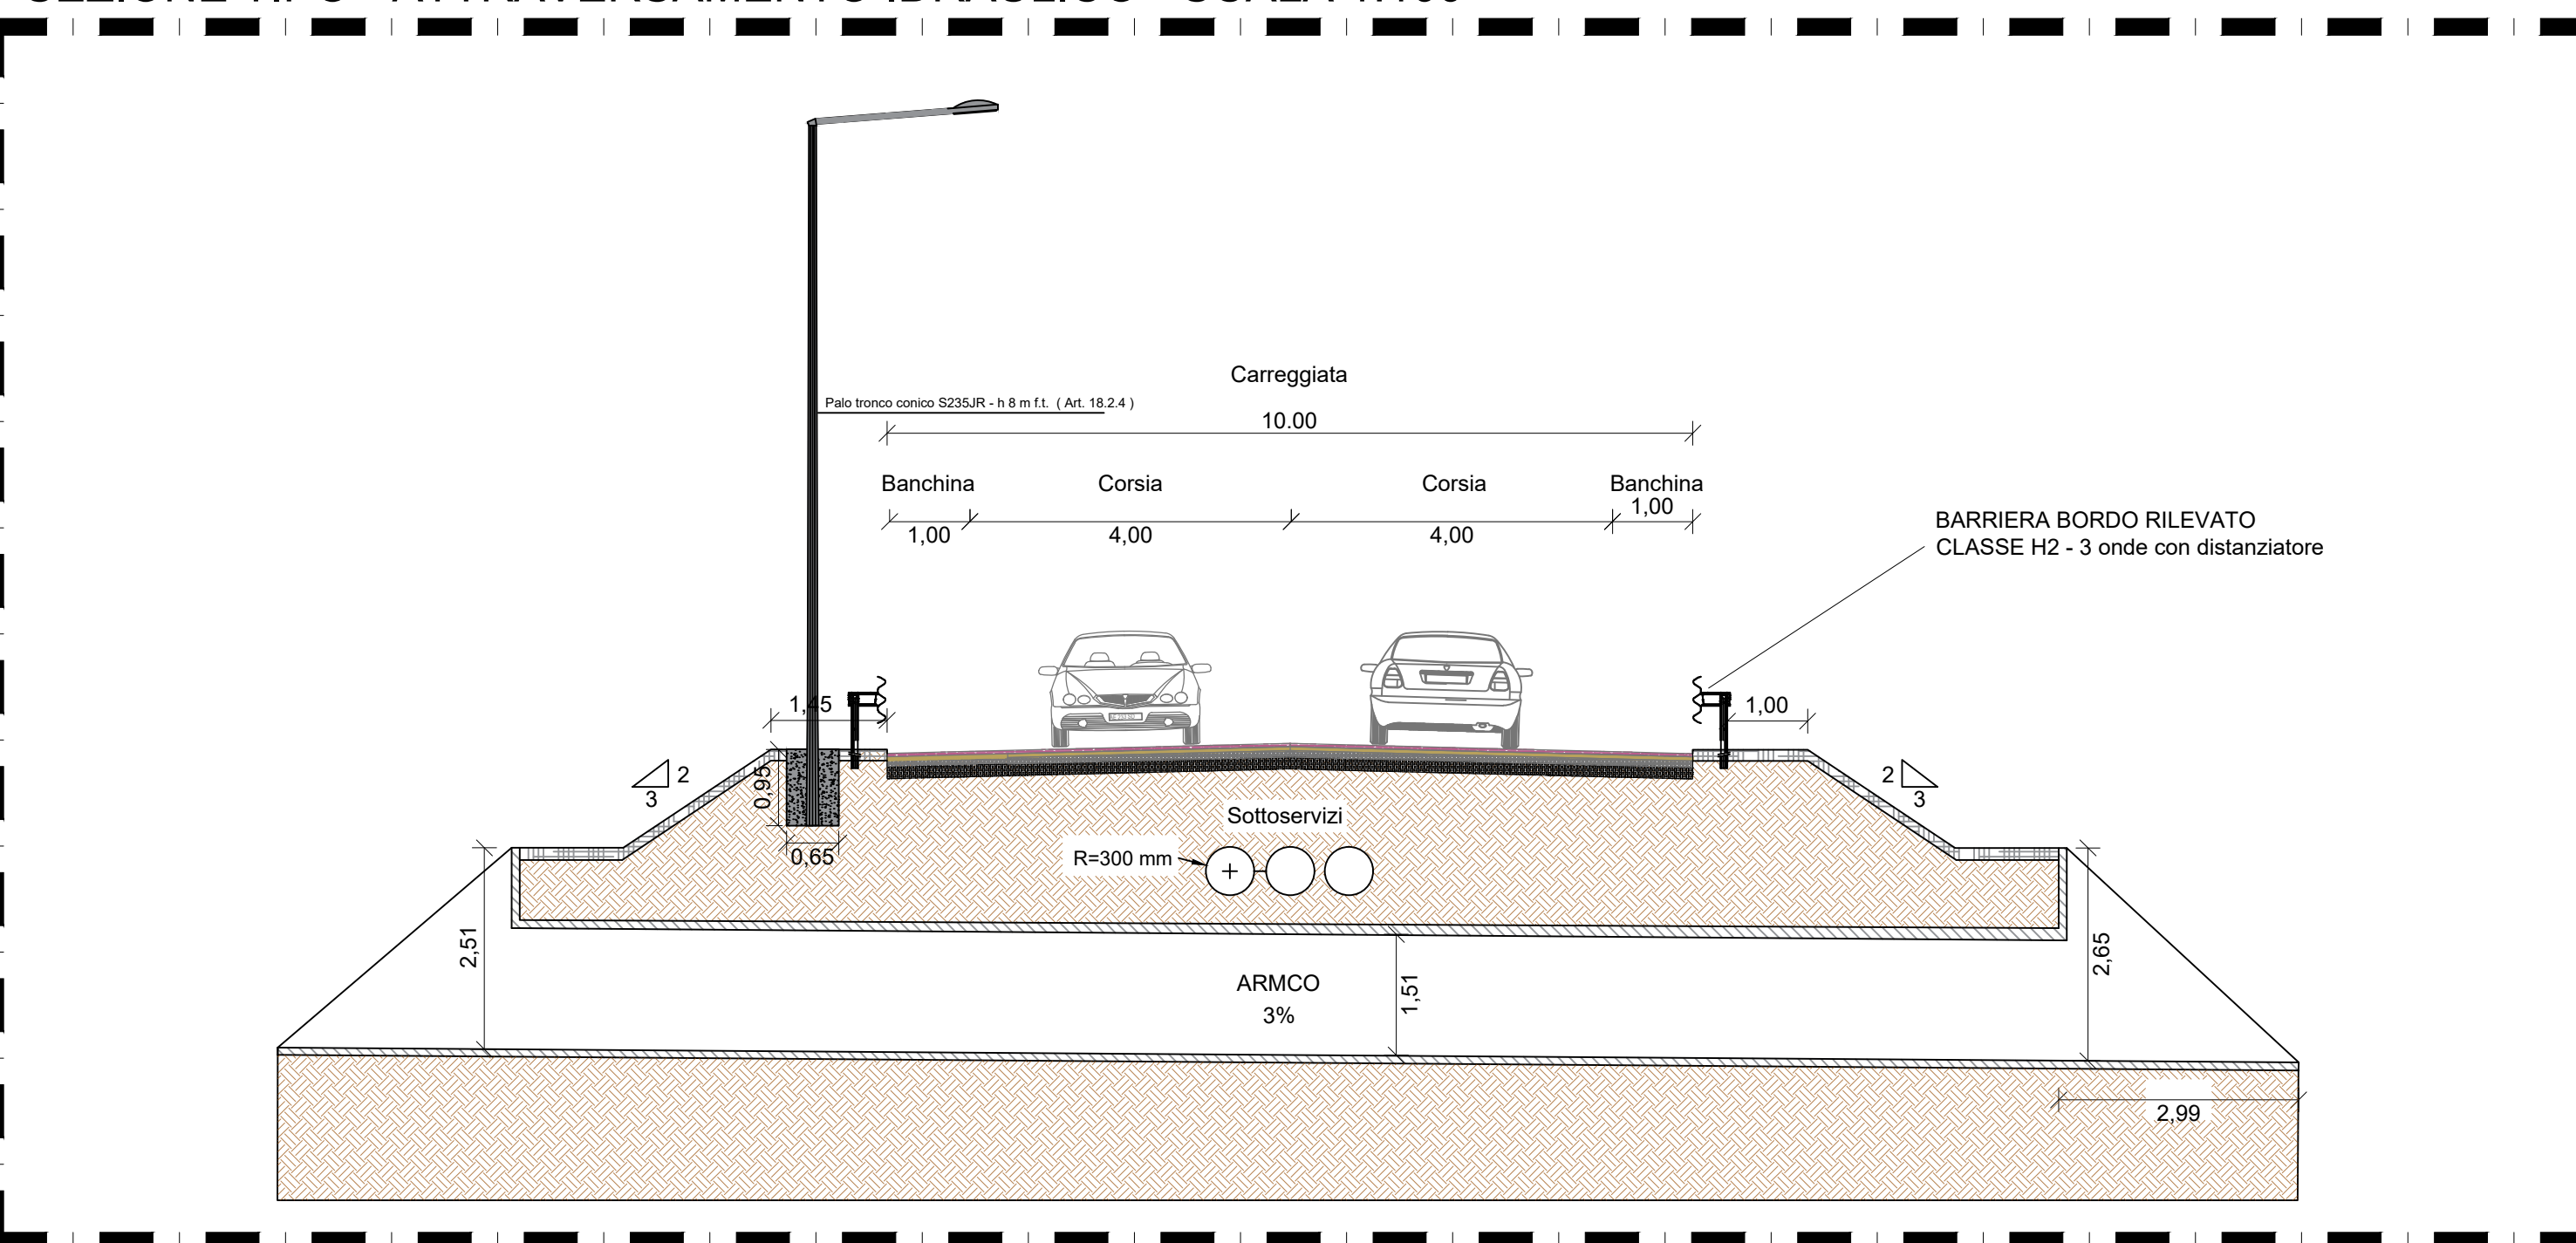 Carreggiata
Palo tronco conico S235JR - h 8 m f.t. ( Art. 18.2.4 )
10.00
Banchina
Corsia
Corsia
Banchina
1,00
4,00
4,00
1,00
BARRIERA BORDO RILEVATO
CLASSE H2 - 3 onde con distanziatore
1,45
1,00
2
3
0,95
2
3
0,65
Sottoservizi
R=300 mm
2,51
2,65
ARMCO
3%
1,51
2,99